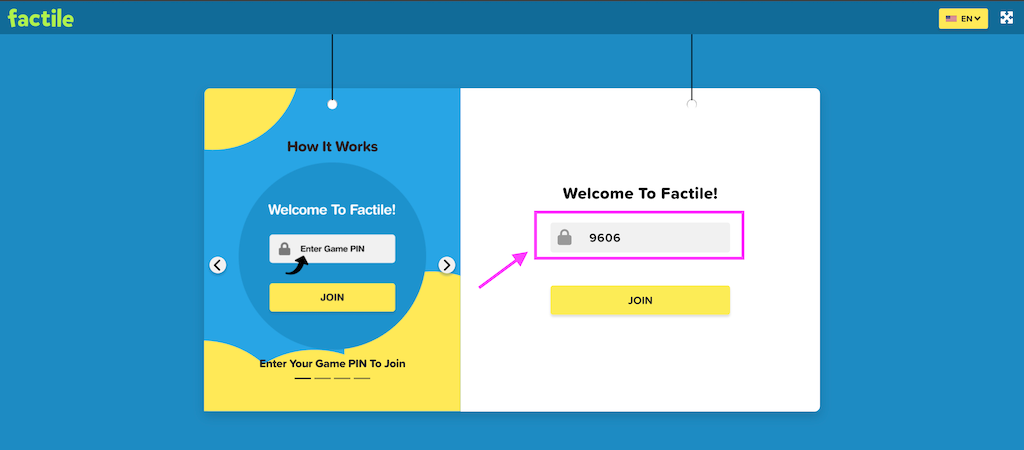 factile
EN
How It Works
Welcome To Factile!
Enter Game PIN
JOIN
Enter Your Game PIN To Join
Welcome To Factile!
9606
JOIN